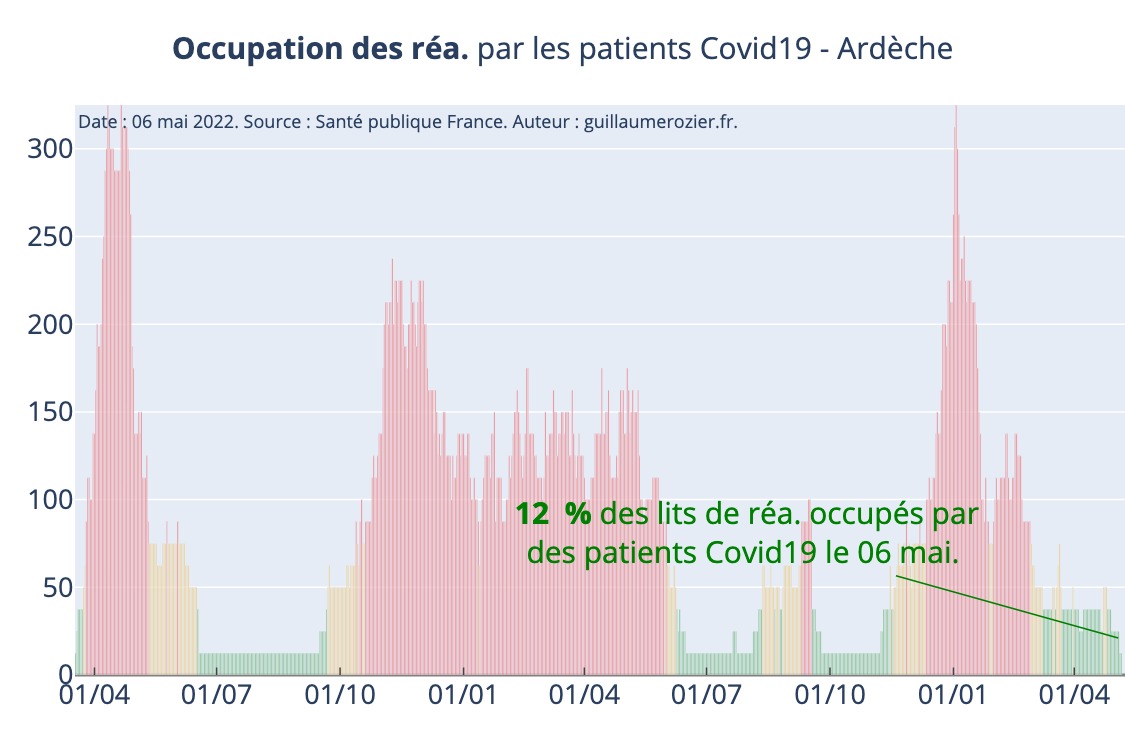 Occupation des réa. par les patients Covid19 - Ardèche
Date : 06 mai 2022. Source : Santé publique France. Auteur : guillaumerozier.fr.
300
250
200
150
100
50
0
12 % des lits de réa. occupés par
des patients Covid19 le 06 mai.
01/04 01/07 01/10 01/01 01/04 01/07 01/10 01/01 01/04